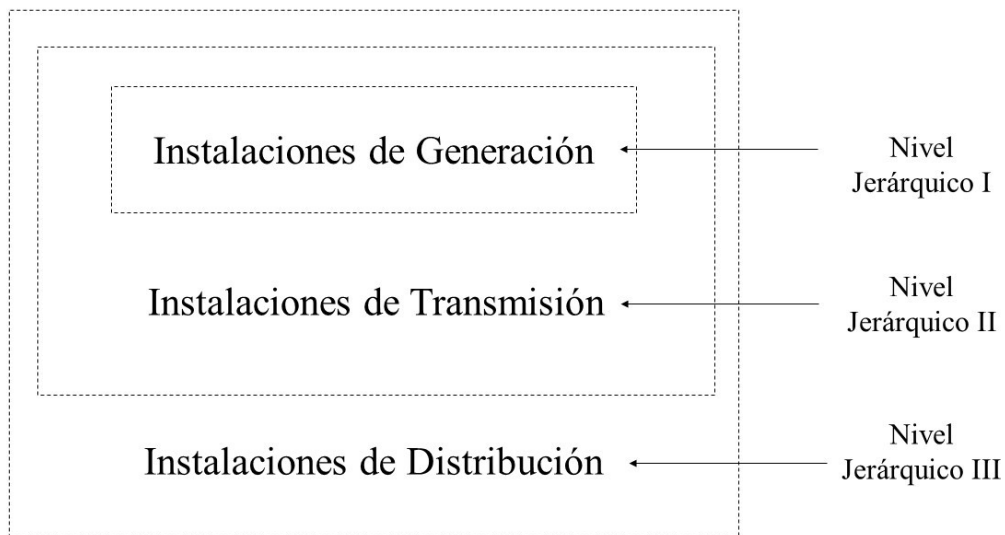 Instalaciones de Generación
Nivel
Jerárquico I
Instalaciones de Transmisión
Nivel
Jerárquico II
Instalaciones de Distribución
Nivel
Jerárquico III